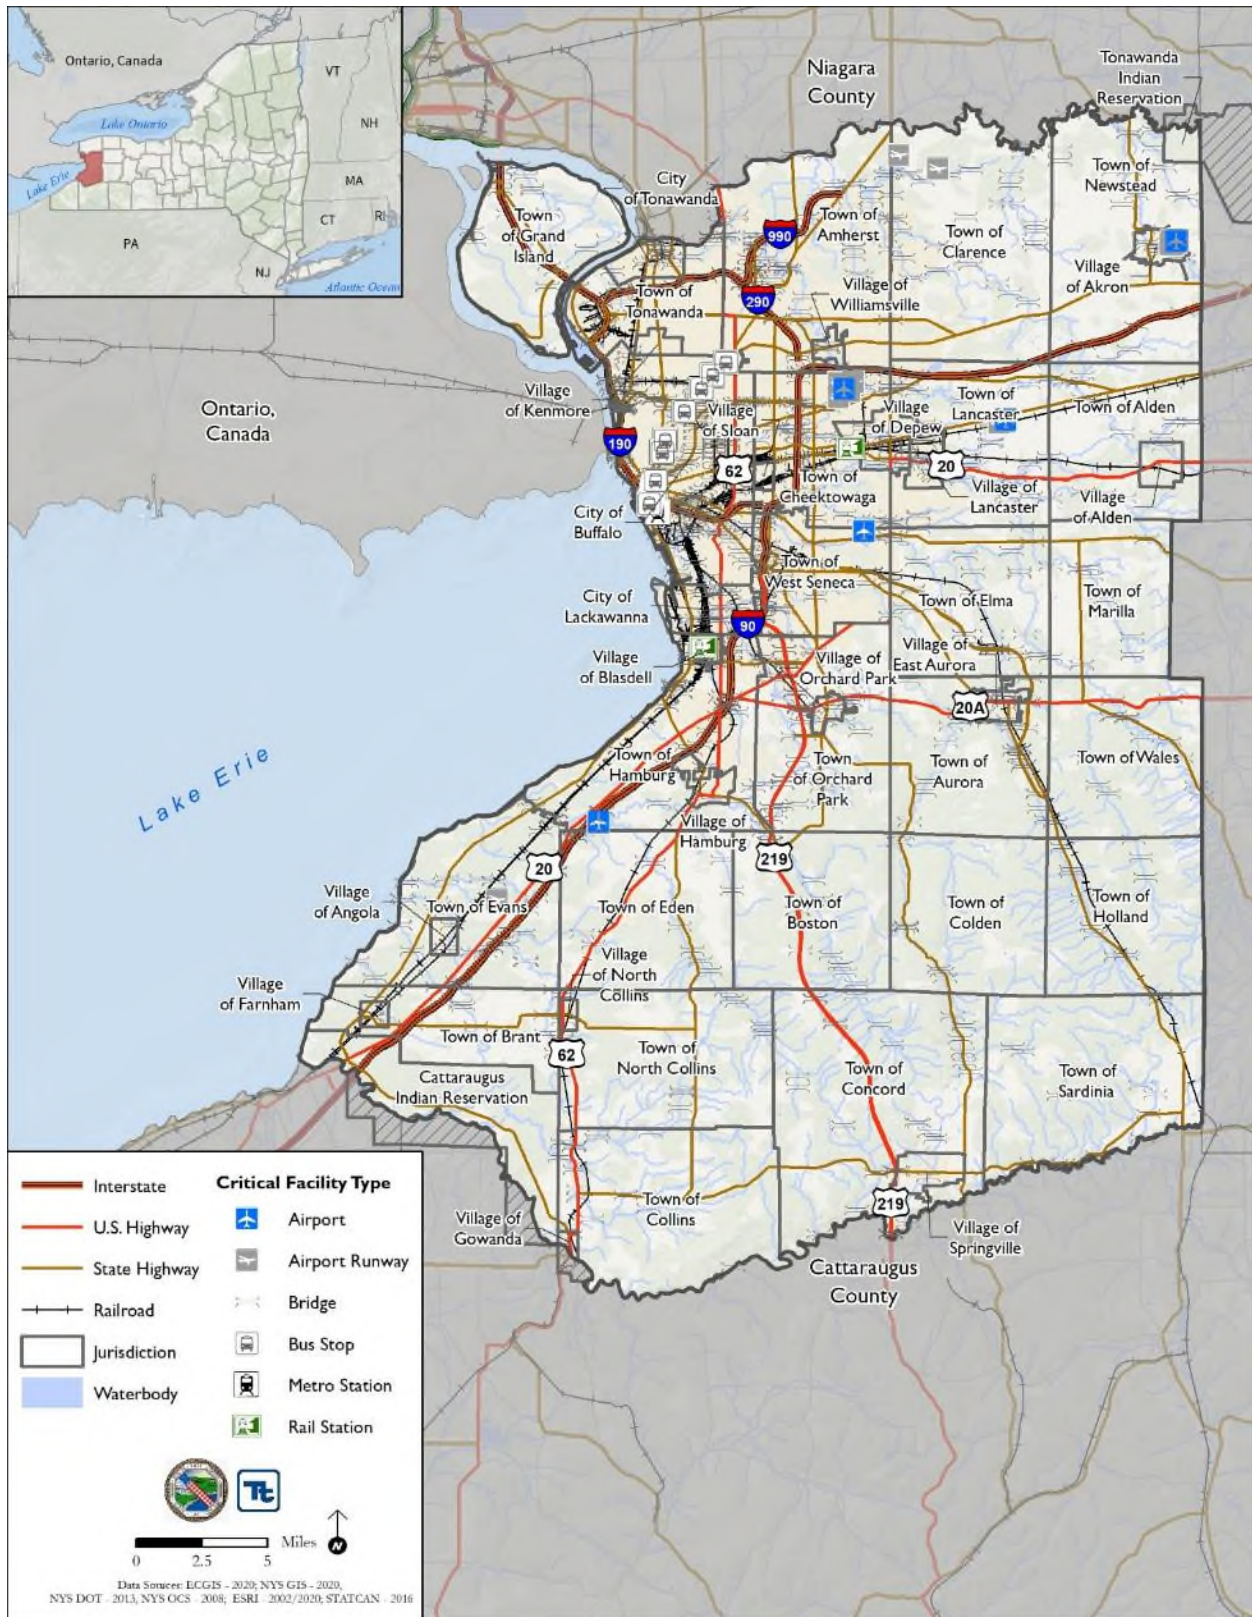 Ontario, Canada
VT
Lake Ontario
NH
Lake Erie
MA
CT
RI
PA
NJ
Atlantic Ocean
Niagara
County
Tonawanda
Indian
Reservation
City
of Tonawanda
Town of
Newstead
Town
of Grand
Island
990
Town of
Amherst
Town of
Clarence
Village
of Akron
Town of
Tonawanda
290
Village of
Williamsville
Village
of Kenmore
Ontario,
Canada
190
Village
of Sloan
Village
of Depew
Town of
Lancaster
Town of Alden
62
20
Town of
Cheektowaga
Village of
Lancaster
Village
of Alden
City of
Buffalo
Town of
West Seneca
City of
Lackawanna
Town of Elma
Town of
Marilla
90
Village
of Blasdell
Village of
Orchard Park
Village of
East Aurora
20A
Lake Erie
Town of
Hamburg
Town
of Orchard
Park
Town of
Aurora
Town of Wales
Village of
Hamburg
20
219
Village
of Angola
Town of Evans
Town of Eden
Town of
Boston
Town of
Colden
Town of
Holland
Village
of Farnham
Village
of North
Collins
Town of Brant
62
Town of
North Collins
Town of
Concord
Town of
Sardinia
Cattaraugus
Indian Reservation
Village of
Gowanda
Town of
Collins
219
Village of
Springville
Cattaraugus
County
Interstate
U.S. Highway
State Highway
Railroad
Jurisdiction
Waterbody
Critical Facility Type
Airport
Airport Runway
Bridge
Bus Stop
Metro Station
Rail Station
Tt
0 2.5 5 Miles
N
Data Sources: ECGIS - 2020; NYS GIS - 2020,
NYS DOT - 2013, NYS OCS - 2008; ESRI - 2002/2020; STATCAN - 2016